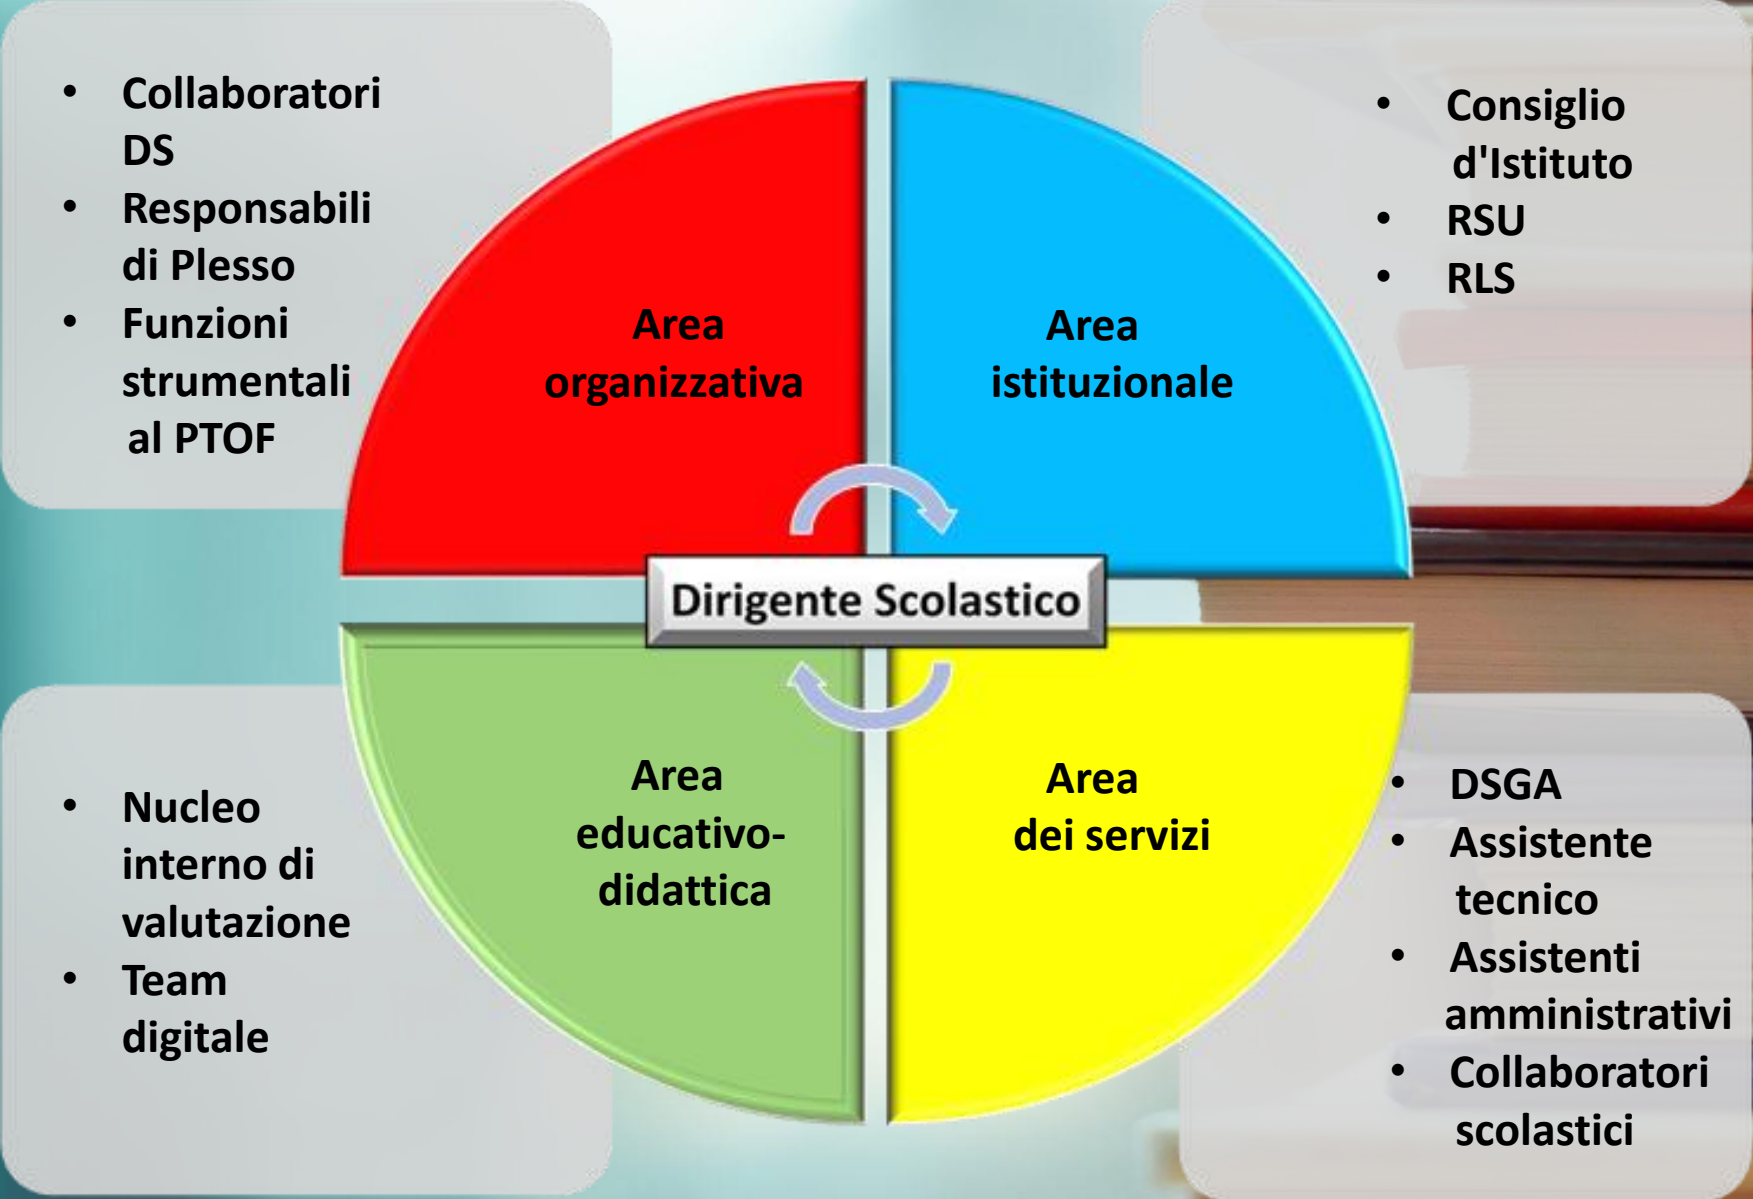 • Collaboratori
DS
• Responsabili
di Plesso
• Funzioni
strumentali
al PTOF
Area
organizzativa
Area
istituzionale
• Consiglio
d'Istituto
• RSU
• RLS
Dirigente Scolastico
• Nucleo
interno di
valutazione
• Team
digitale
Area
educativo-
didattica
Area
dei servizi
• DSGA
• Assistente
tecnico
• Assistenti
amministrativi
• Collaboratori
scolastici